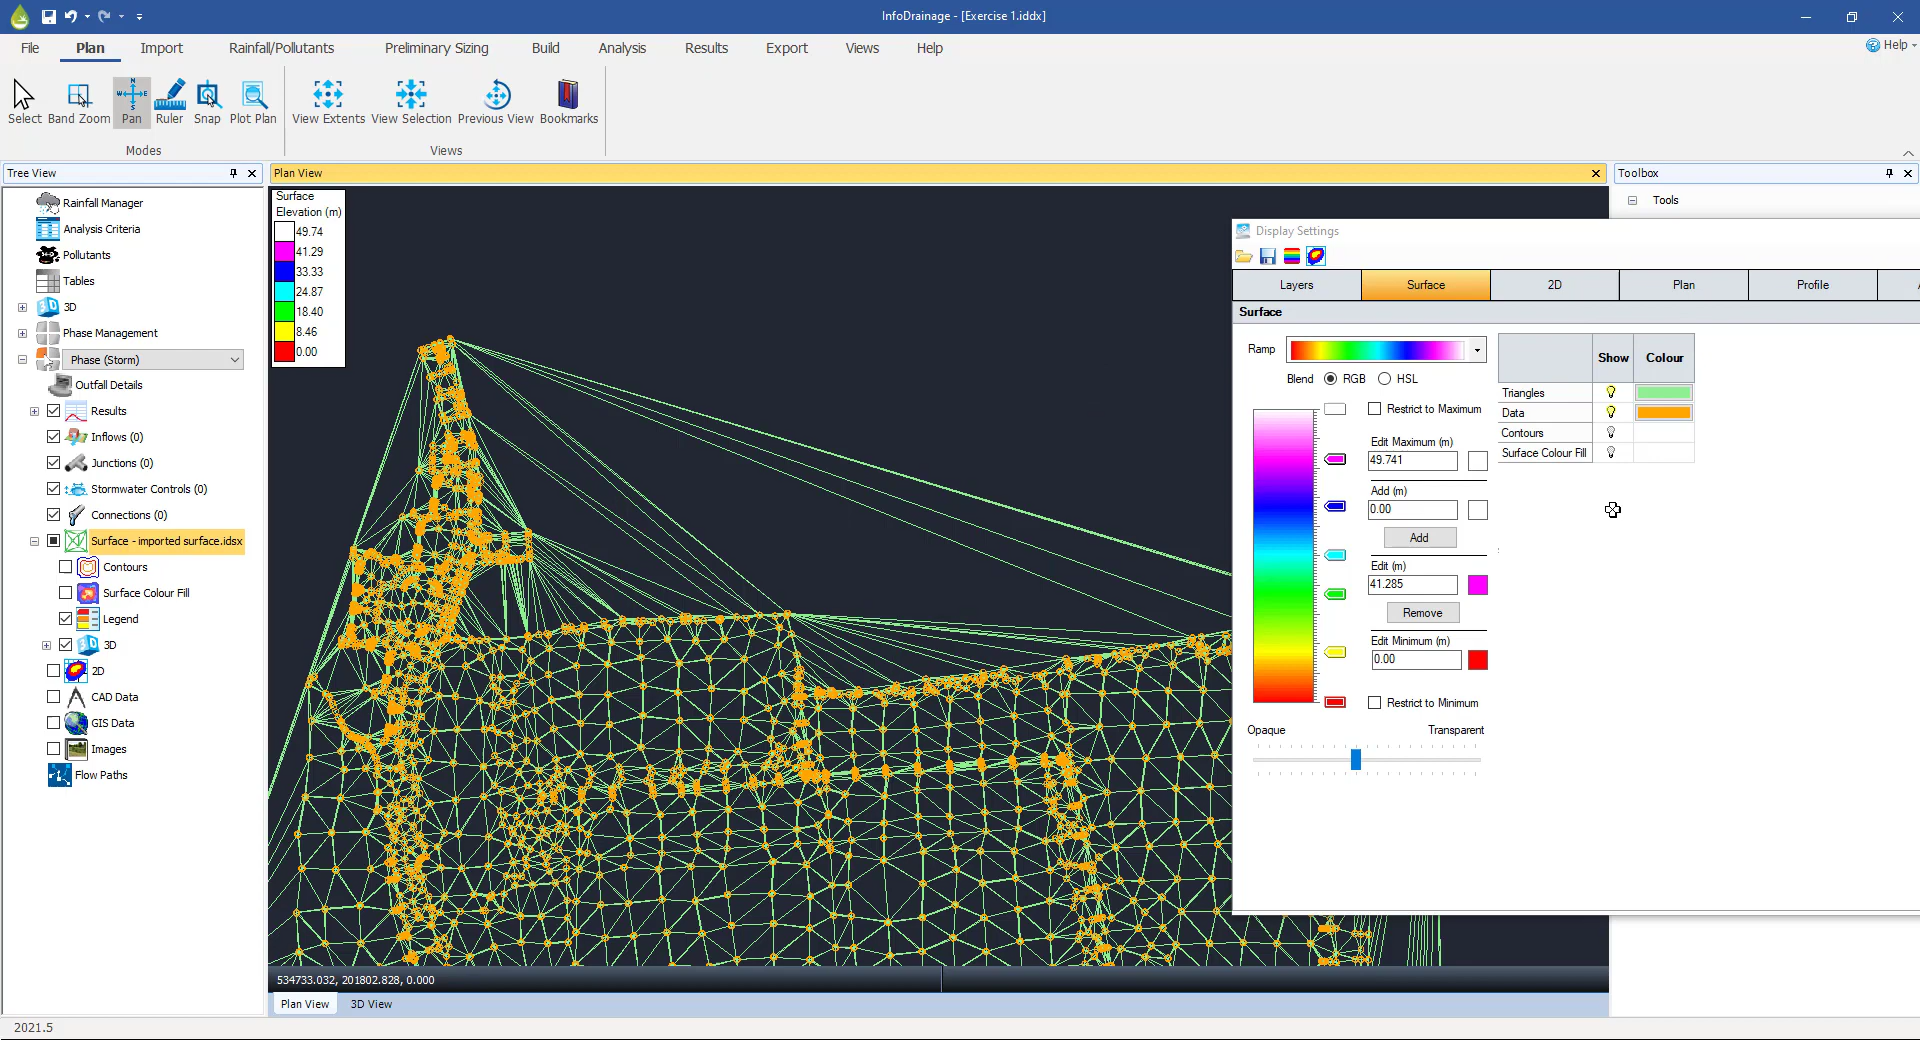 InfoDrainage - [Exercise 1.iddx]
File Plan Import Rainfall/Pollutants Preliminary Sizing Build Analysis Results Export Views Help
Help
Select Band Zoom Pan Ruler Snap Plot Plan View Extents View Selection Previous View Bookmarks
Modes Views
Tree View
Plan View
Toolbox
Rainfall Manager
Analysis Criteria
Pollutants
Tables
3D
Phase Management
Phase (Storm)
Outfall Details
Results
Inflows (0)
Junctions (0)
Stormwater Controls (0)
Connections (0)
Surface - imported surface.idsx
Contours
Surface Colour Fill
Legend
3D
2D
CAD Data
GIS Data
Images
Flow Paths
Surface
Elevation (m)
49.74
41.29
33.33
24.87
18.40
8.46
0.00
Tools
Display Settings
Layers Surface 2D Plan Profile
Surface
Ramp
Blend RGB HSL
Restrict to Maximum
Edit Maximum (m)
49.741
Add (m)
0.00
Add
Edit (m)
41.285
Remove
Edit Minimum (m)
0.00
Restrict to Minimum
Opaque Transparent
Show Colour
Triangles
Data
Contours
Surface Colour Fill
534733.032, 201802.828, 0.000
Plan View 3D View
2021.5